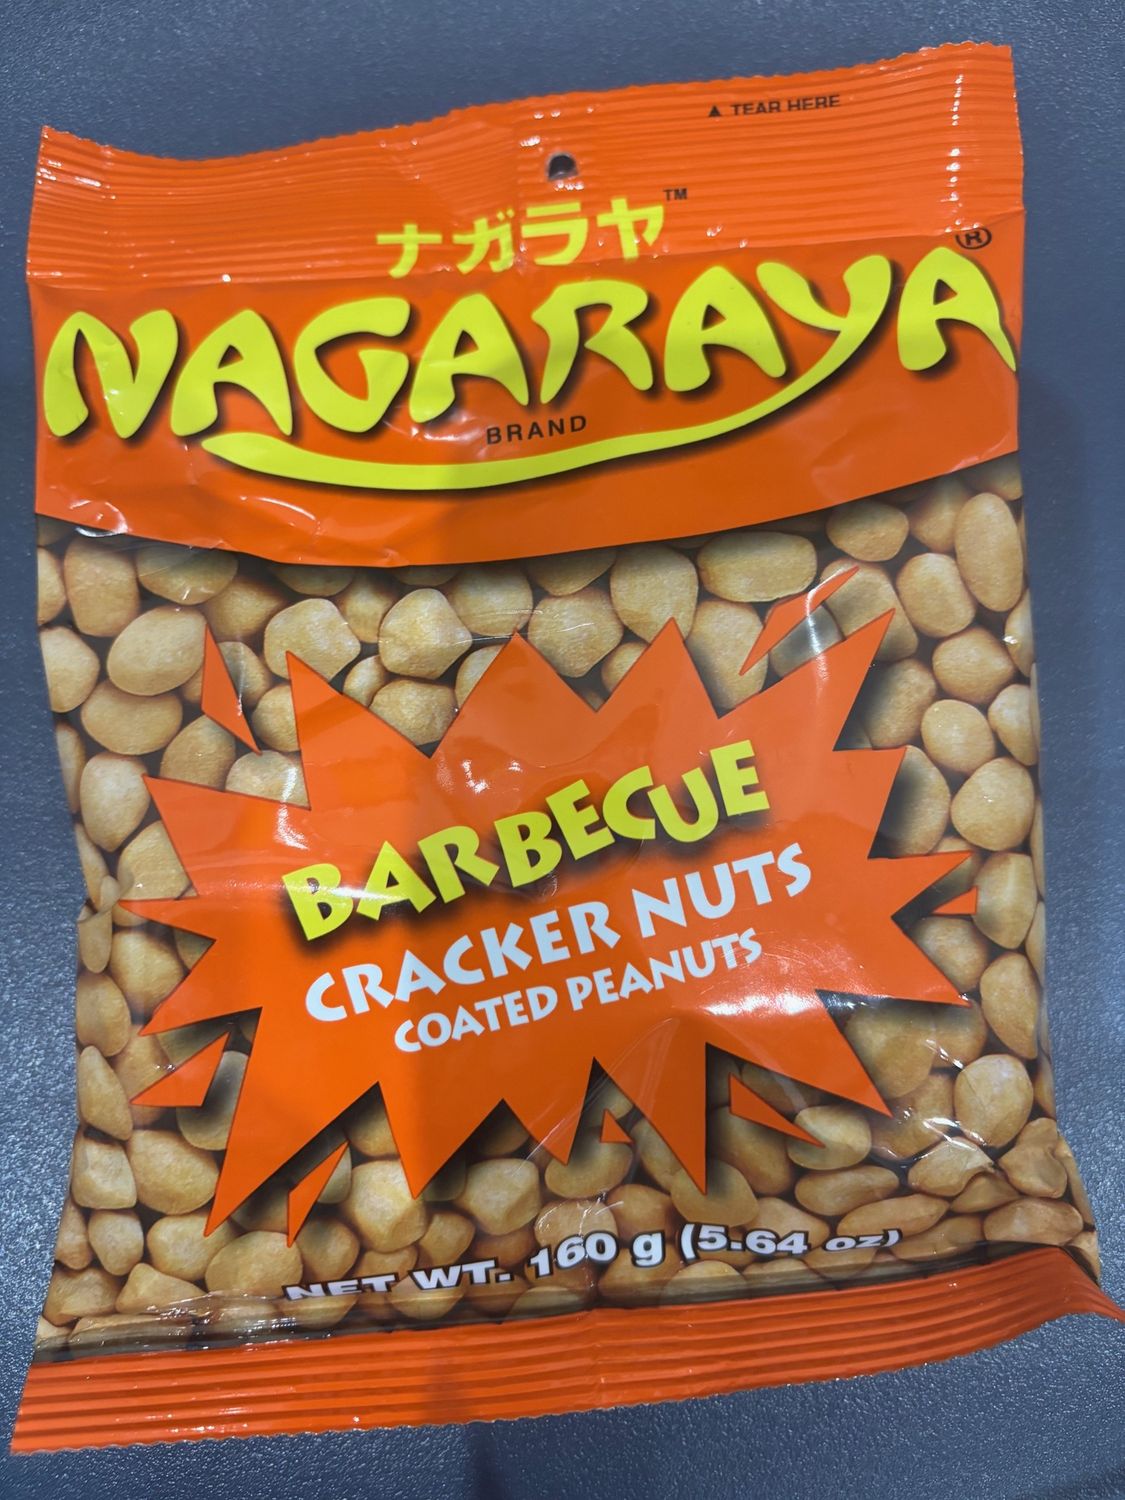 ▲ TEAR HERE
ナガラヤ™
NAGARAYA®
BRAND
BARBECUE
CRACKER NUTS
COATED PEANUTS
NET WT. 160 g (5.64 oz)